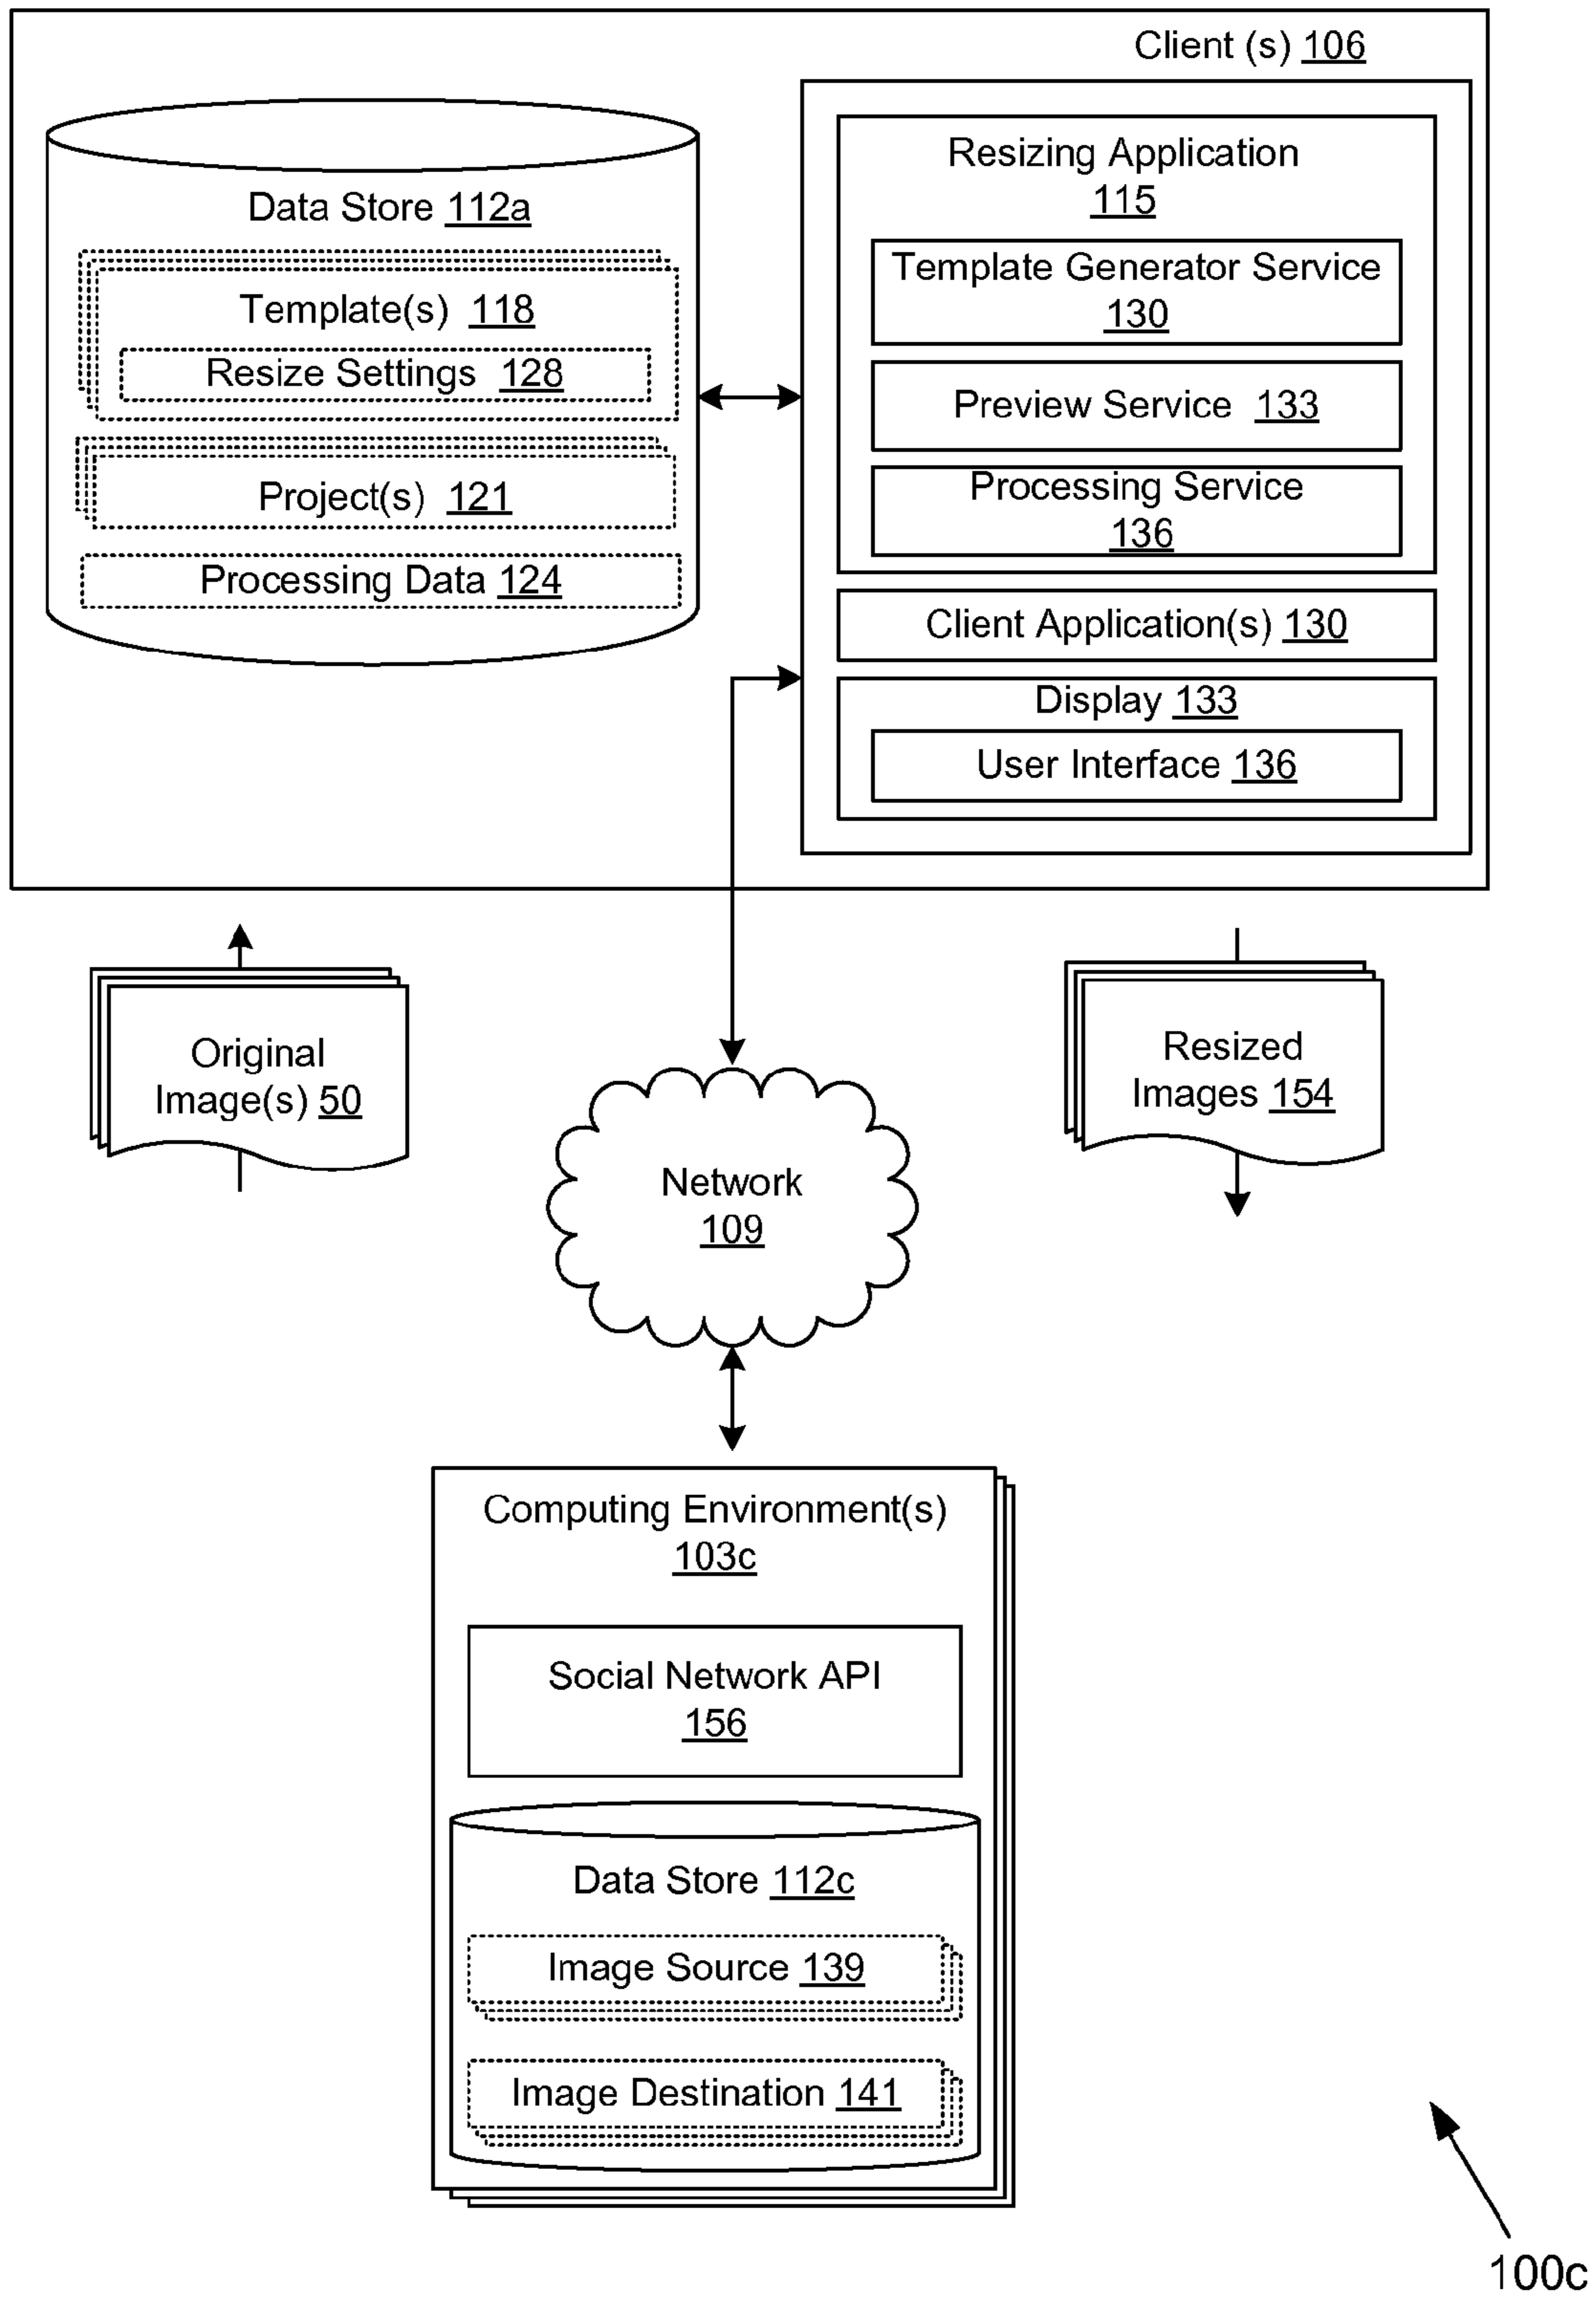 Client (s) 106
Data Store 112a
Template(s) 118
Resize Settings 128
Project(s) 121
Processing Data 124
Resizing Application
115
Template Generator Service
130
Preview Service 133
Processing Service
136
Client Application(s) 130
Display 133
User Interface 136
Original
Image(s) 50
Resized
Images 154
Network
109
Computing Environment(s)
103c
Social Network API
156
Data Store 112c
Image Source 139
Image Destination 141
100c